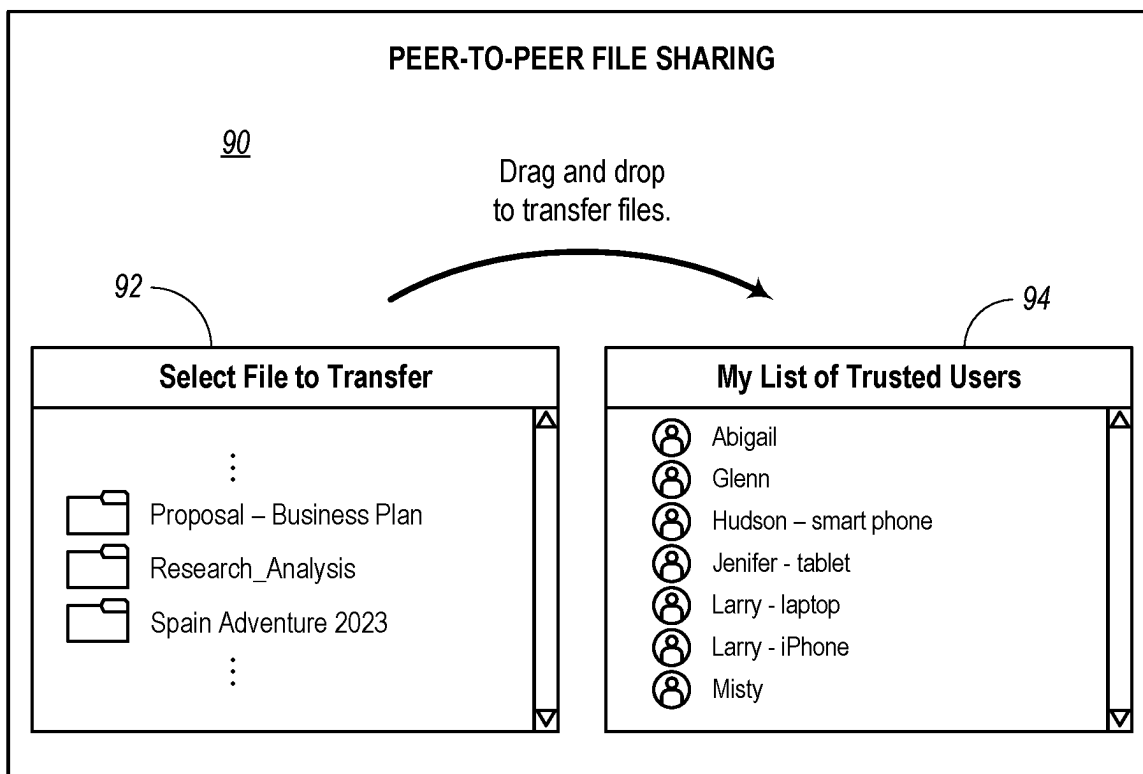 PEER-TO-PEER FILE SHARING
90
Drag and drop
to transfer files.
92
94
Select File to Transfer
Proposal – Business Plan
Research_Analysis
Spain Adventure 2023
My List of Trusted Users
Abigail
Glenn
Hudson – smart phone
Jenifer - tablet
Larry - laptop
Larry - iPhone
Misty